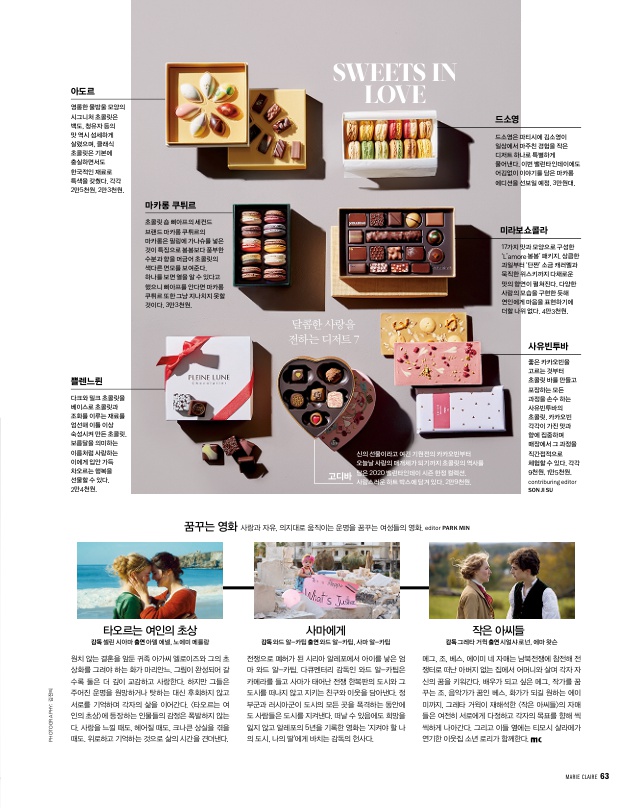 SWEETS IN
LOVE
아도르
영롱한 물방울 모양의
시그니처 초콜릿은
백도, 청유자 등의
맛 역시 섬세하게
살렸으며, 클래식
초콜릿은 기본에
충실하면서도
한국적인 재료로
특색을 갖췄다. 각각
2만5천원, 2만3천원.
드소영
드소영은 파티시에 김소영이
일상에서 마주친 경험을 작은
디저트 하나로 특별하게
풀어낸다. 이번 밸런타인데이에도
어김없이 이야기를 담은 마카롱
에디션을 선보일 예정. 3만원대.
마카롱 쿠튀르
초콜릿 숍 삐아프의 세컨드
브랜드 마카롱 쿠튀르의
마카롱은 필링에 가나슈를 넣은
것이 특징으로 봉봉보다 풍부한
수분과 향을 머금어 초콜릿의
색다른 면모를 보여준다.
하나를 보면 열을 알 수 있다고
했으니 삐아프를 안다면 마카롱
쿠튀르 또한 그냥 지나치지 못할
것이다. 3만3천원.
미라보쇼콜라
17가지 맛과 모양으로 구성한
'L'amore 봉봉' 패키지. 상큼한
과일부터 '단짠' 소금 캐러멜과
묵직한 위스키까지 다채로운
맛의 향연이 펼쳐진다. 다양한
사랑의 모습을 구현한 듯해
연인에게 마음을 표현하기에
더할 나위 없다. 4만3천원.
달콤한 사랑을
전하는 디저트 7
사유빈투바
좋은 카카오빈을
고르는 것부터
초콜릿 바를 만들고
포장하는 모든
과정을 손수 하는
사유빈투바의
초콜릿. 카카오빈
각각이 가진 맛과
향에 집중하며
매장에서 그 과정을
직간접적으로
체험할 수 있다. 각각
9천원, 1만5천원.
contriburing editor
SON JI SU
쁠렌느륀
다크와 밀크 초콜릿을
베이스로 초콜릿과
조화를 이루는 재료를
엄선해 이틀 이상
숙성시켜 만든 초콜릿.
보름달을 의미하는
이름처럼 사랑하는
이에게 입안 가득
차오르는 행복을
선물할 수 있다.
2만4천원.
PLEINE LUNE
고디바
신의 선물이라고 여긴 기원전의 카카오빈부터
오늘날 사랑의 매개체가 되기까지 초콜릿의 역사를
담은 2020 밸런타인데이 시즌 한정 컬렉션.
사랑스러운 하트 박스에 담겨 있다. 2만9천원.
꿈꾸는 영화 사랑과 자유, 의지대로 움직이는 운명을 꿈꾸는 여성들의 영화. editor PARK MIN
What's Justice
타오르는 여인의 초상
감독 셀린 시아마 출연 아델 에넬, 노에미 메를랑
원치 않는 결혼을 앞둔 귀족 아가씨 엘로이즈와 그의 초
상화를 그려야 하는 화가 마리안느. 그림이 완성되어 갈
수록 둘은 더 깊이 교감하고 사랑한다. 하지만 그들은
주어진 운명을 원망하거나 탓하는 대신 후회하지 않고
서로를 기억하며 각자의 삶을 이어간다. <타오르는 여
인의 초상>에 등장하는 인물들의 감정은 폭발하지 않는
다. 사랑을 느낄 때도, 헤어질 때도, 크나큰 상실을 겪을
때도. 위로하고 기억하는 것으로 삶의 시간을 견뎌낸다.
사마에게
감독 와드 알-카팁 출연 와드 알-카팁, 사마 알-카팁
전쟁으로 폐허가 된 시리아 알레포에서 아이를 낳은 엄
마 와드 알-카팁. 다큐멘터리 감독인 와드 알-카팁은
카메라를 들고 사마가 태어난 전쟁 한복판의 도시와 그
도시를 떠나지 않고 지키는 친구와 이웃을 담아낸다. 정
부군과 러시아군이 도시의 모든 곳을 폭격하는 동안에
도 사람들은 도시를 지켜낸다. 떠날 수 있음에도 희망을
잃지 않고 알레포의 5년을 기록한 영화는 '지켜야 할 나
의 도시, 나의 딸'에게 바치는 감독의 헌사다.
작은 아씨들
감독 그레타 거윅 출연 시얼샤 로넌, 에마 왓슨
메그, 조, 베스, 에이미 네 자매는 남북전쟁에 참전해 전
쟁터로 떠난 아버지 없는 집에서 어머니와 살며 각자 자
신의 꿈을 키워간다. 배우가 되고 싶은 메그, 작가를 꿈
꾸는 조, 음악가가 꿈인 베스, 화가가 되길 원하는 에이
미까지. 그레타 거윅이 재해석한 <작은 아씨들>의 자매
들은 여전히 서로에게 다정하고 각자의 목표를 향해 씩
씩하게 나아간다. 그리고 이들 옆에는 티모시 샬라메가
연기한 이웃집 소년 로리가 함께한다. mc
MARIE CLAIRE 63